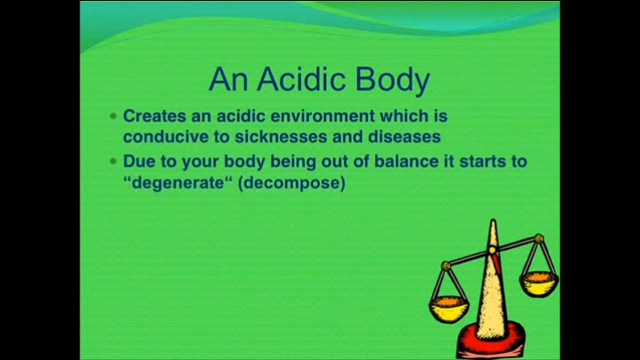 An Acidic Body
Creates an acidic environment which is
conducive to sicknesses and diseases
Due to your body being out of balance it starts to
“degenerate“ (decompose)